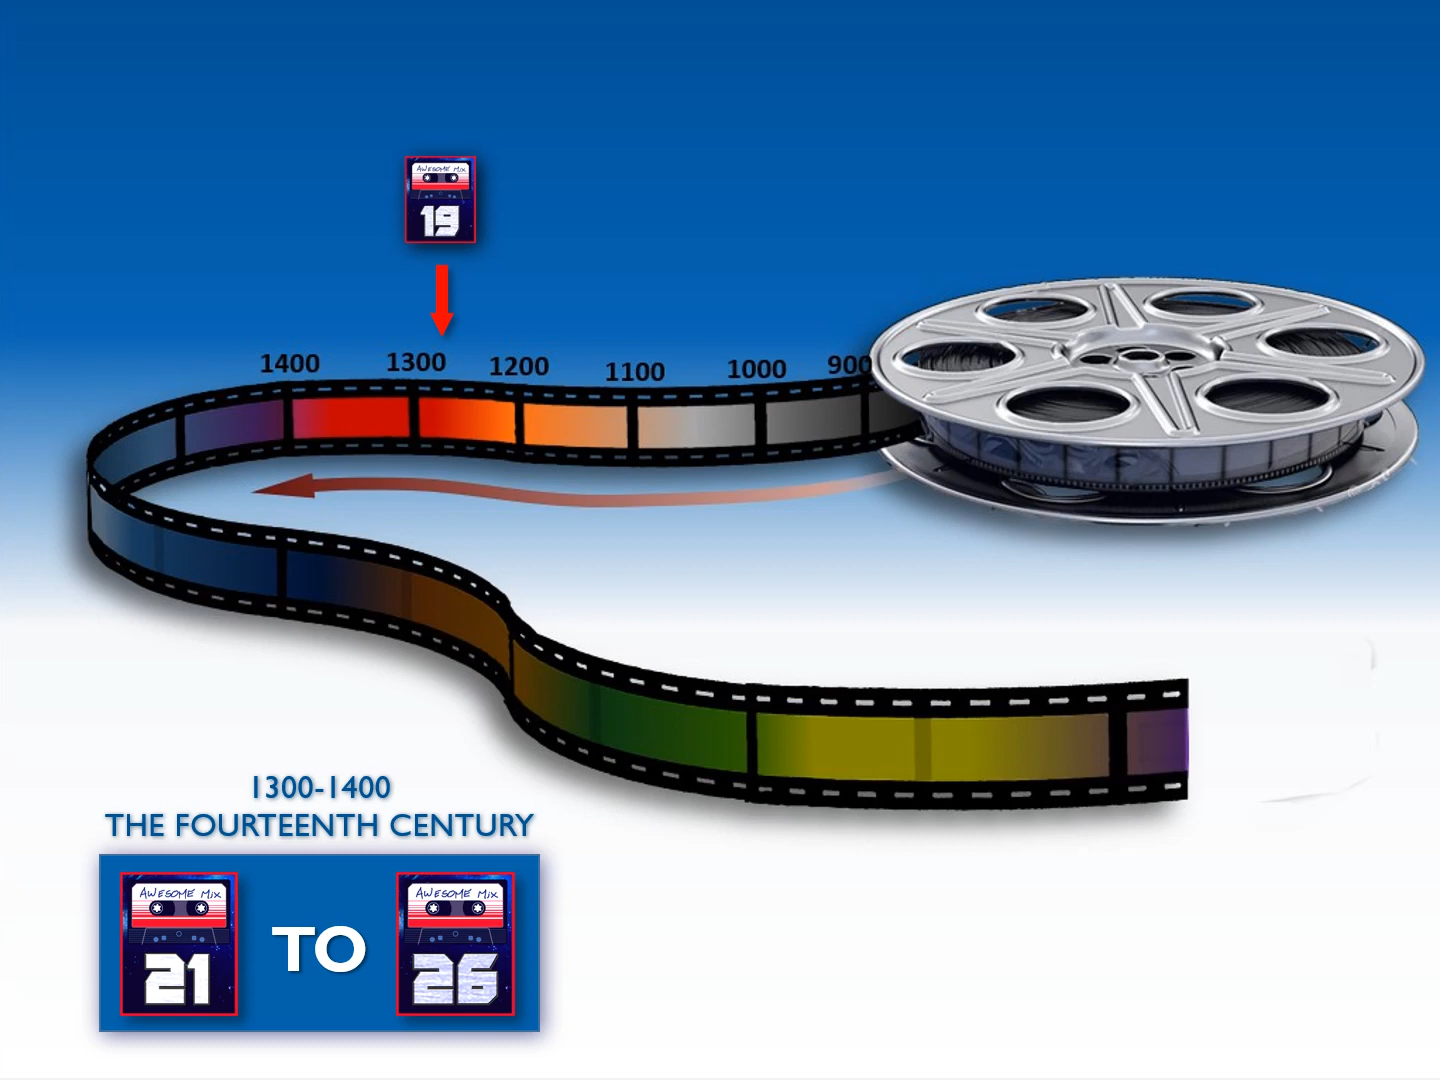 AWESOME MIX
19
1400 1300 1200 1100 1000 900
1300-1400
THE FOURTEENTH CENTURY
AWESOME MIX
21
TO
AWESOME MIX
26